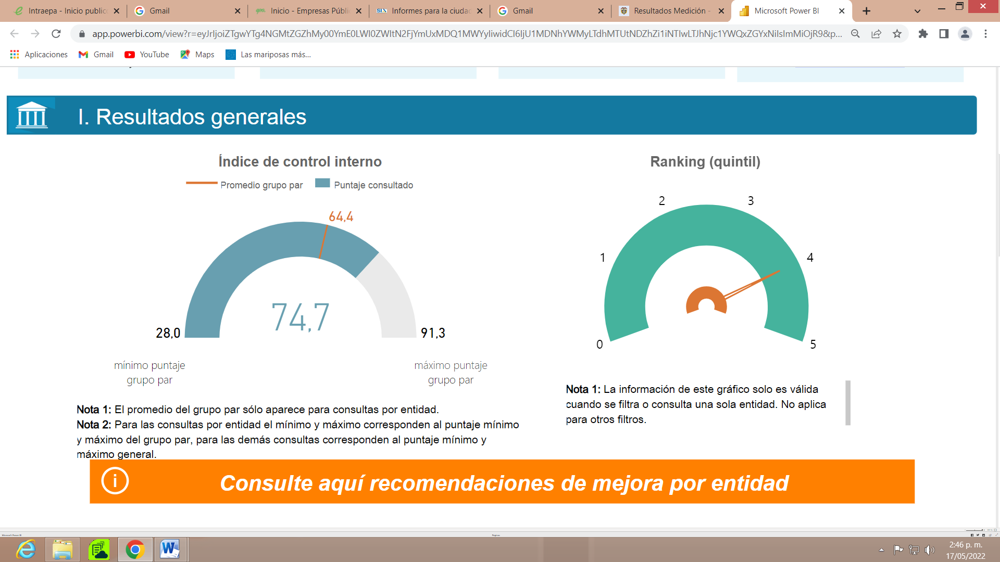 Intraepa - Inicio public
Gmail
Inicio - Empresas Públi
Informes para la ciudad
Gmail
Resultados Medición -
Microsoft Power BI
Aplicaciones
Gmail
YouTube
Maps
Las mariposas más...
I. Resultados generales
Índice de control interno
Promedio grupo par
Puntaje consultado
64,4
74,7
28,0
91,3
mínimo puntaje
grupo par
máximo puntaje
grupo par
Nota 1: El promedio del grupo par sólo aparece para consultas por entidad.
Nota 2: Para las consultas por entidad el mínimo y máximo corresponden al puntaje mínimo
y máximo del grupo par, para las demás consultas corresponden al puntaje mínimo y
máximo general.
Ranking (quintil)
0
1
2
3
4
5
Nota 1: La información de este gráfico solo es válida
cuando se filtra o consulta una sola entidad. No aplica
para otros filtros.
Consulte aquí recomendaciones de mejora por entidad
Microsoft Power BI
Páginas
2:46 p. m.
17/05/2022